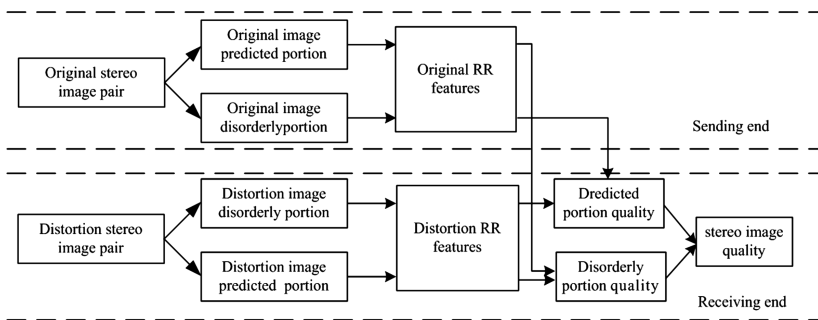 Original stereo
image pair
Original image
predicted portion
Original image
disorderlyportion
Original RR
features
Sending end
Distortion stereo
image pair
Distortion image
disorderly portion
Distortion image
predicted portion
Distortion RR
features
Dredicted
portion quality
Disorderly
portion quality
stereo image
quality
Receiving end